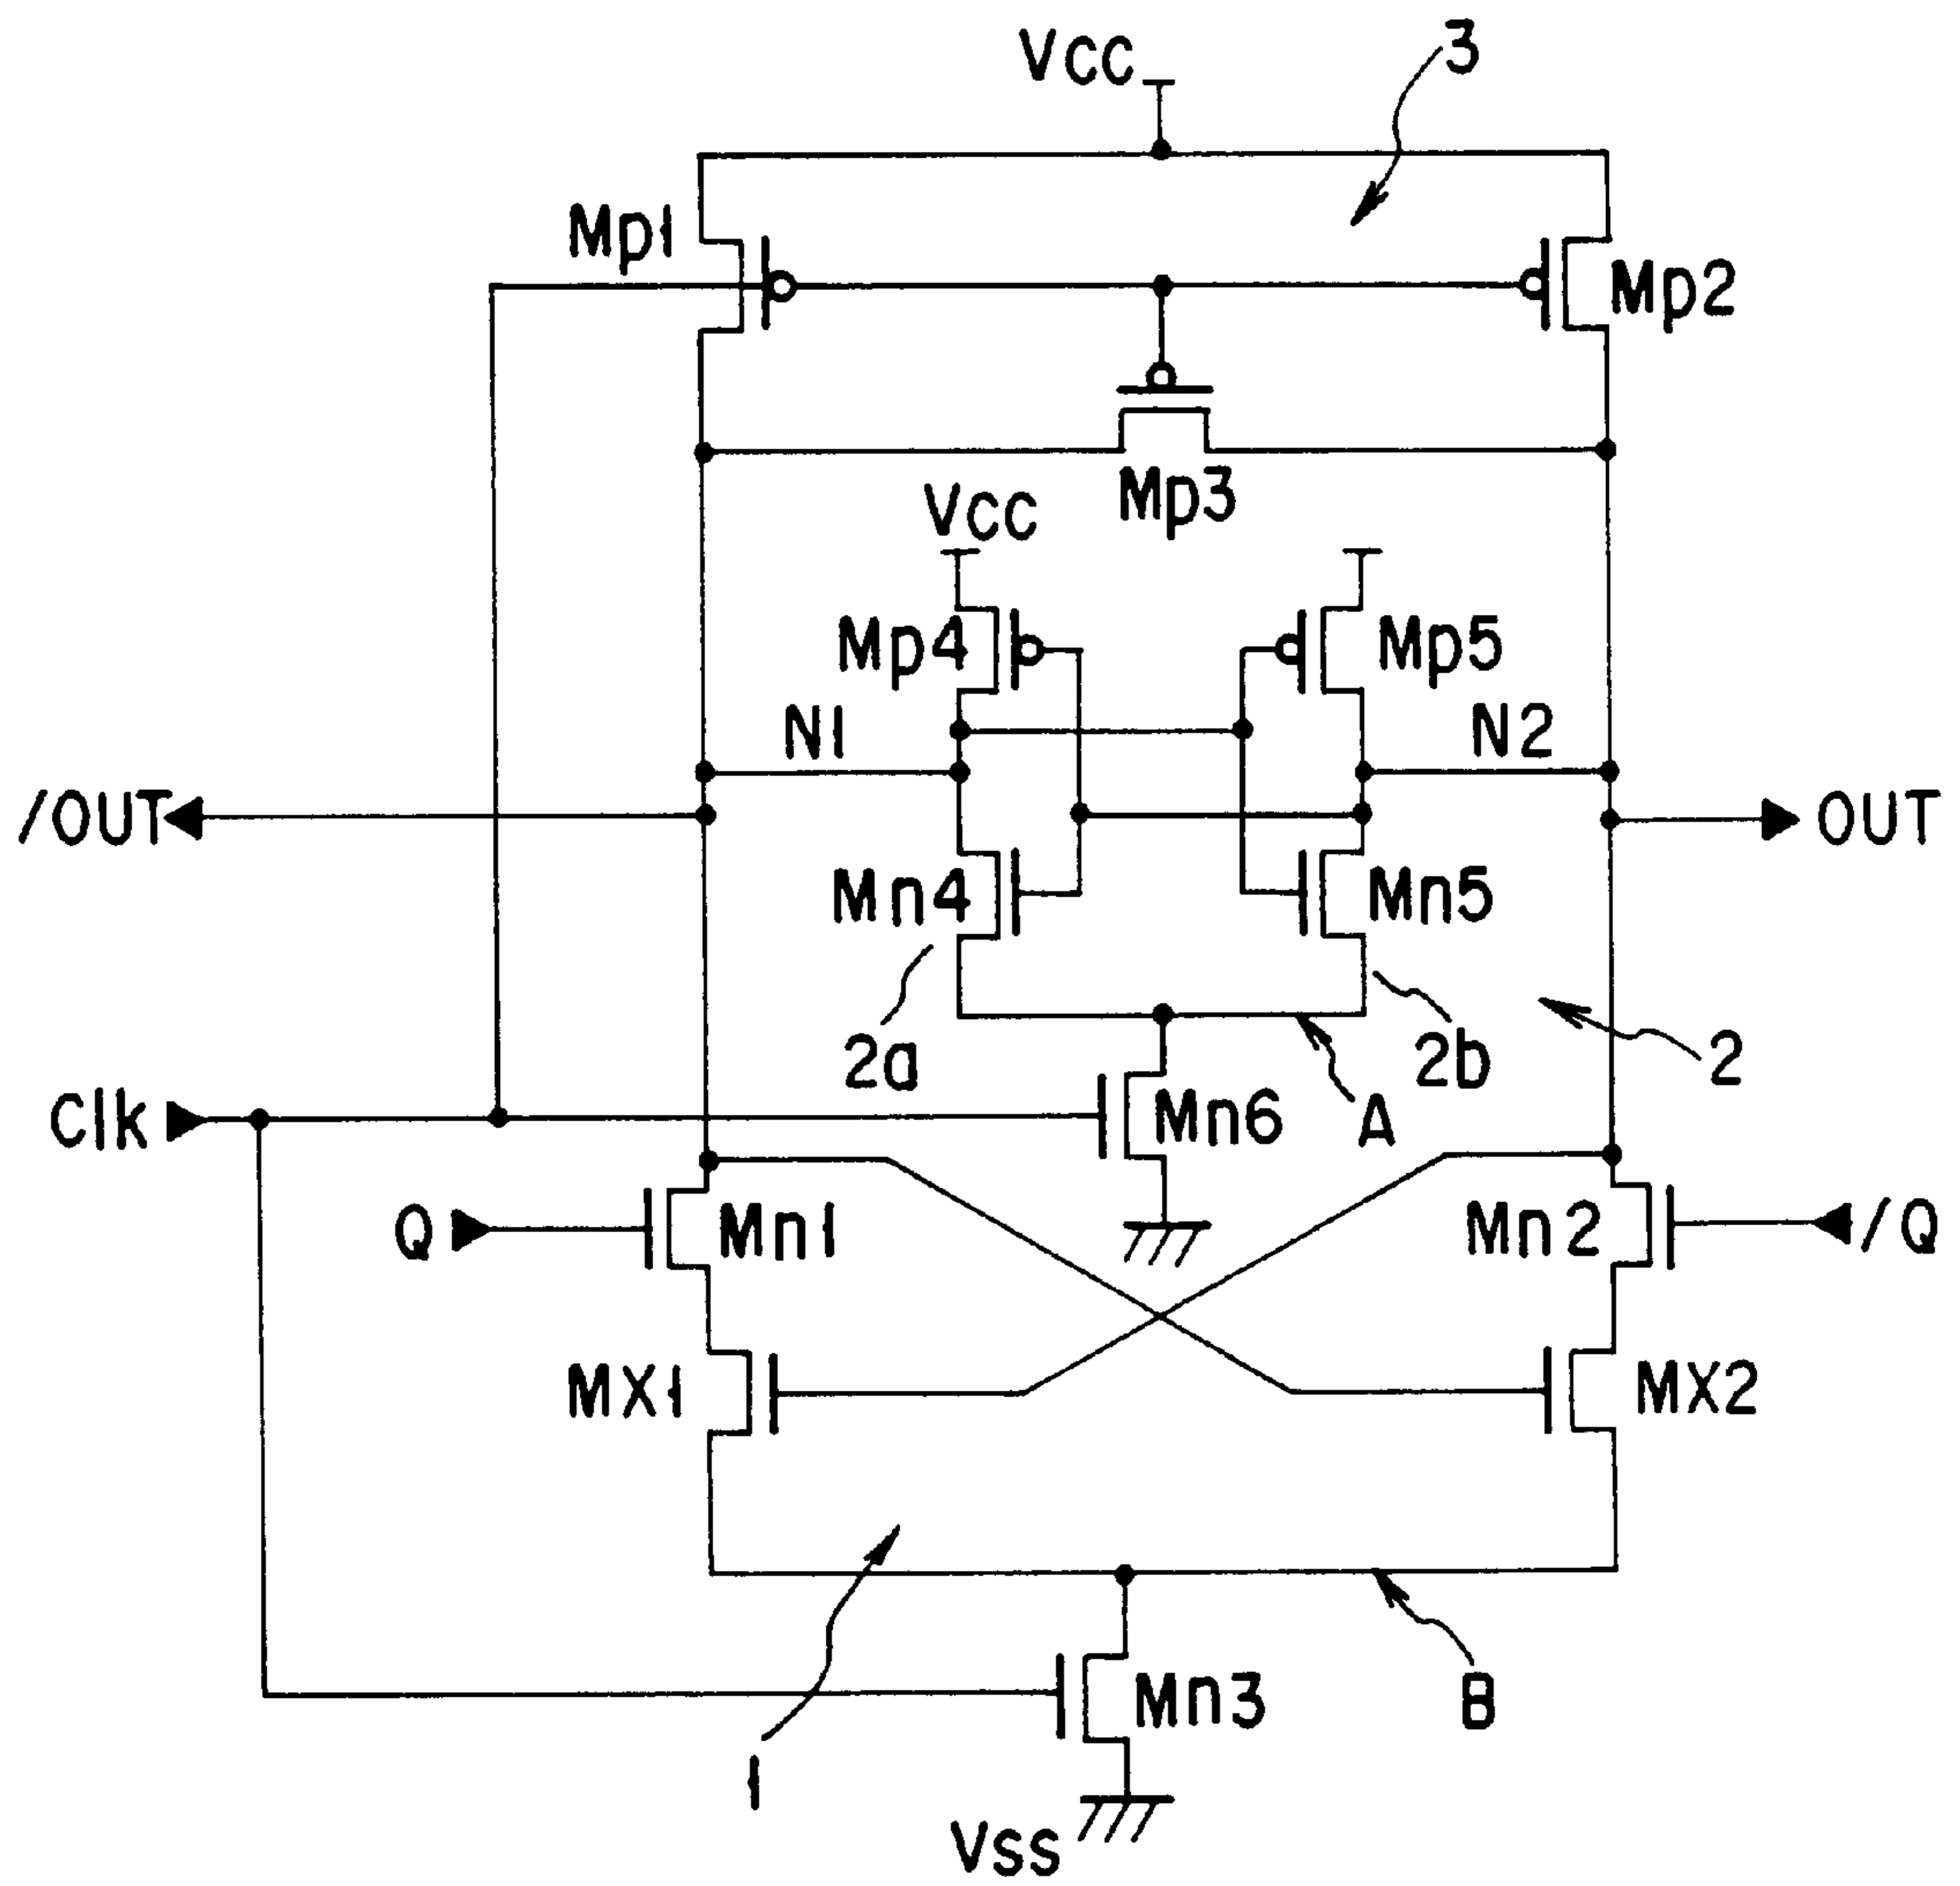 3
Vcc
Mp1
Mp2
Mp3
Vcc
Mp4
Mp5
N1
N2
/OUT
OUT
Mn4
Mn5
2a
2b
2
Clk
Mn6
A
Q
Mn1
Mn2
/Q
MX1
MX2
Mn3
B
1
Vss